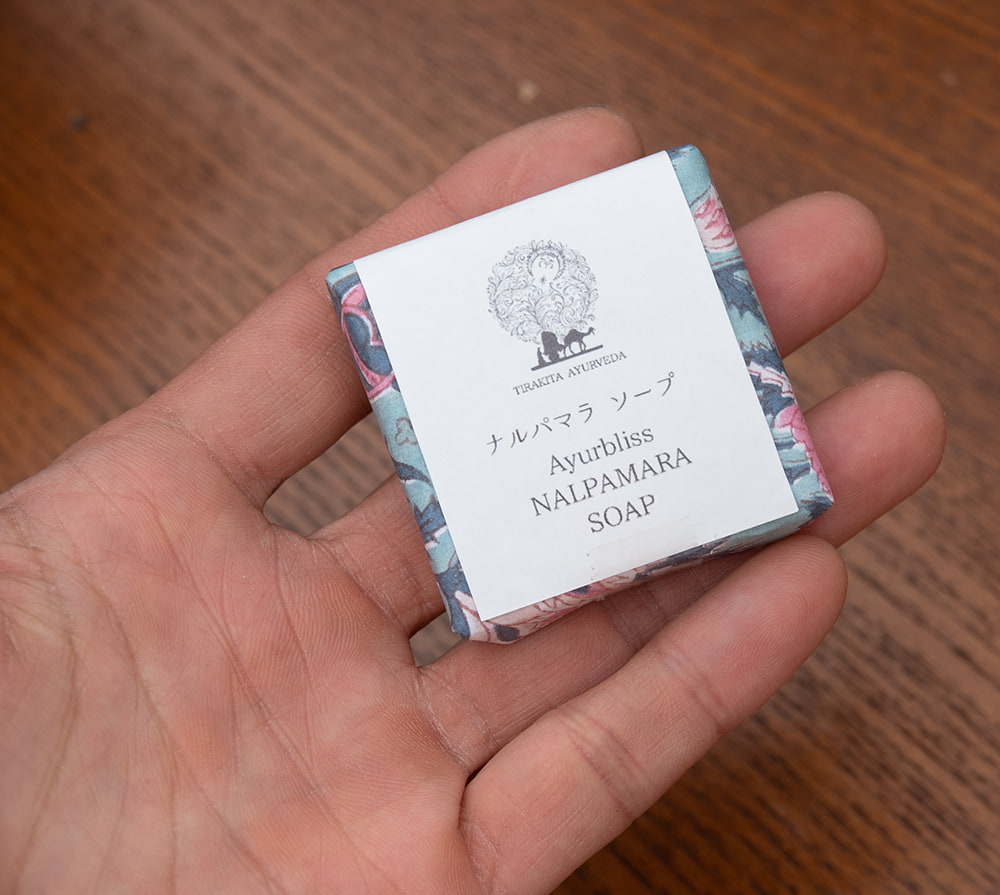 TIRAKITA AYURVEDA
ナルパマラ ソープ
Ayurbliss
NALPAMARA
SOAP